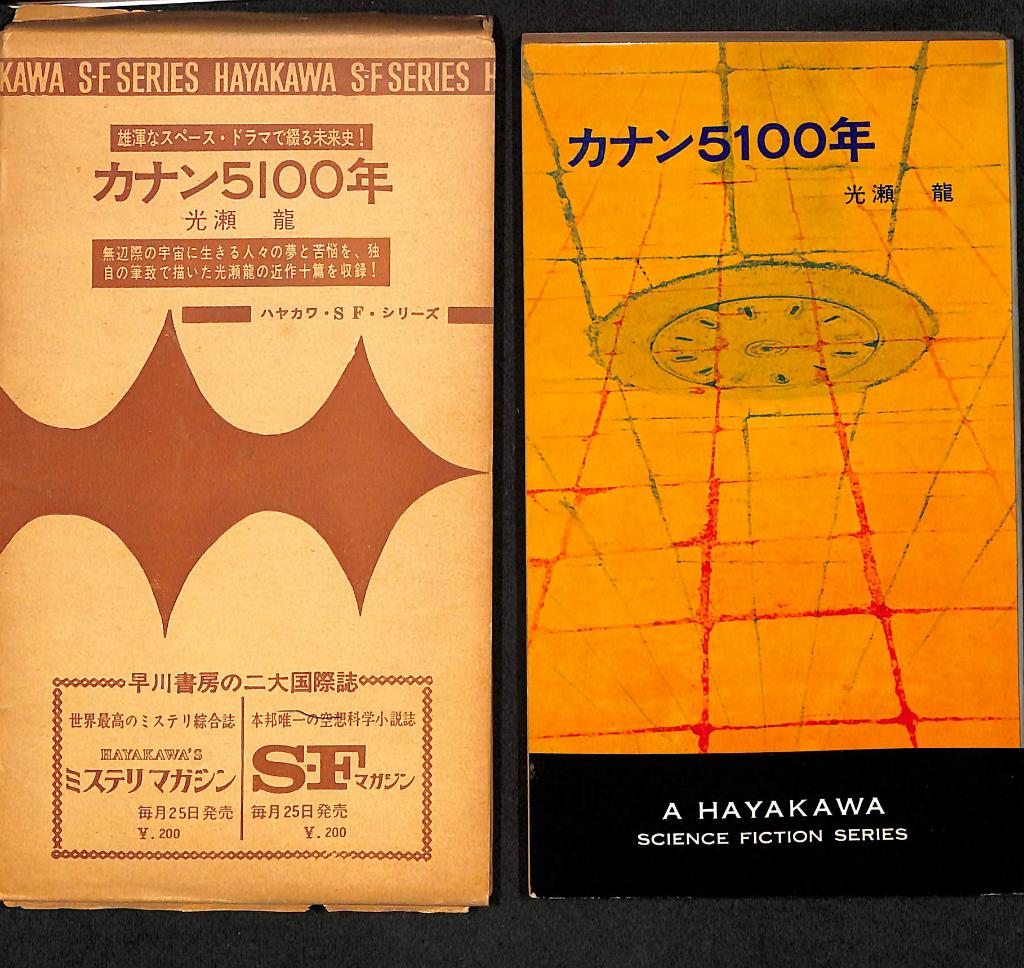 KAWA S-F SERIES HAYAKAWA S-F SERIES H
雄渾なスペース・ドラマで綴る未来史!
カナン5100年
光瀬 龍
無辺際の宇宙に生きる人々の夢と苦悩を、独
自の筆致で描いた光瀬龍の近作十篇を収録!
ハヤカワ・SF・シリーズ
早川書房の二大国際誌
世界最高のミステリ綜合誌
HAYAKAWA'S
ミステリマガジン
毎月25日発売
¥.200
本邦唯一の空想科学小説誌
S-Fマガジン
毎月25日発売
¥.200
カナン5100年
光瀬 龍
A HAYAKAWA
SCIENCE FICTION SERIES